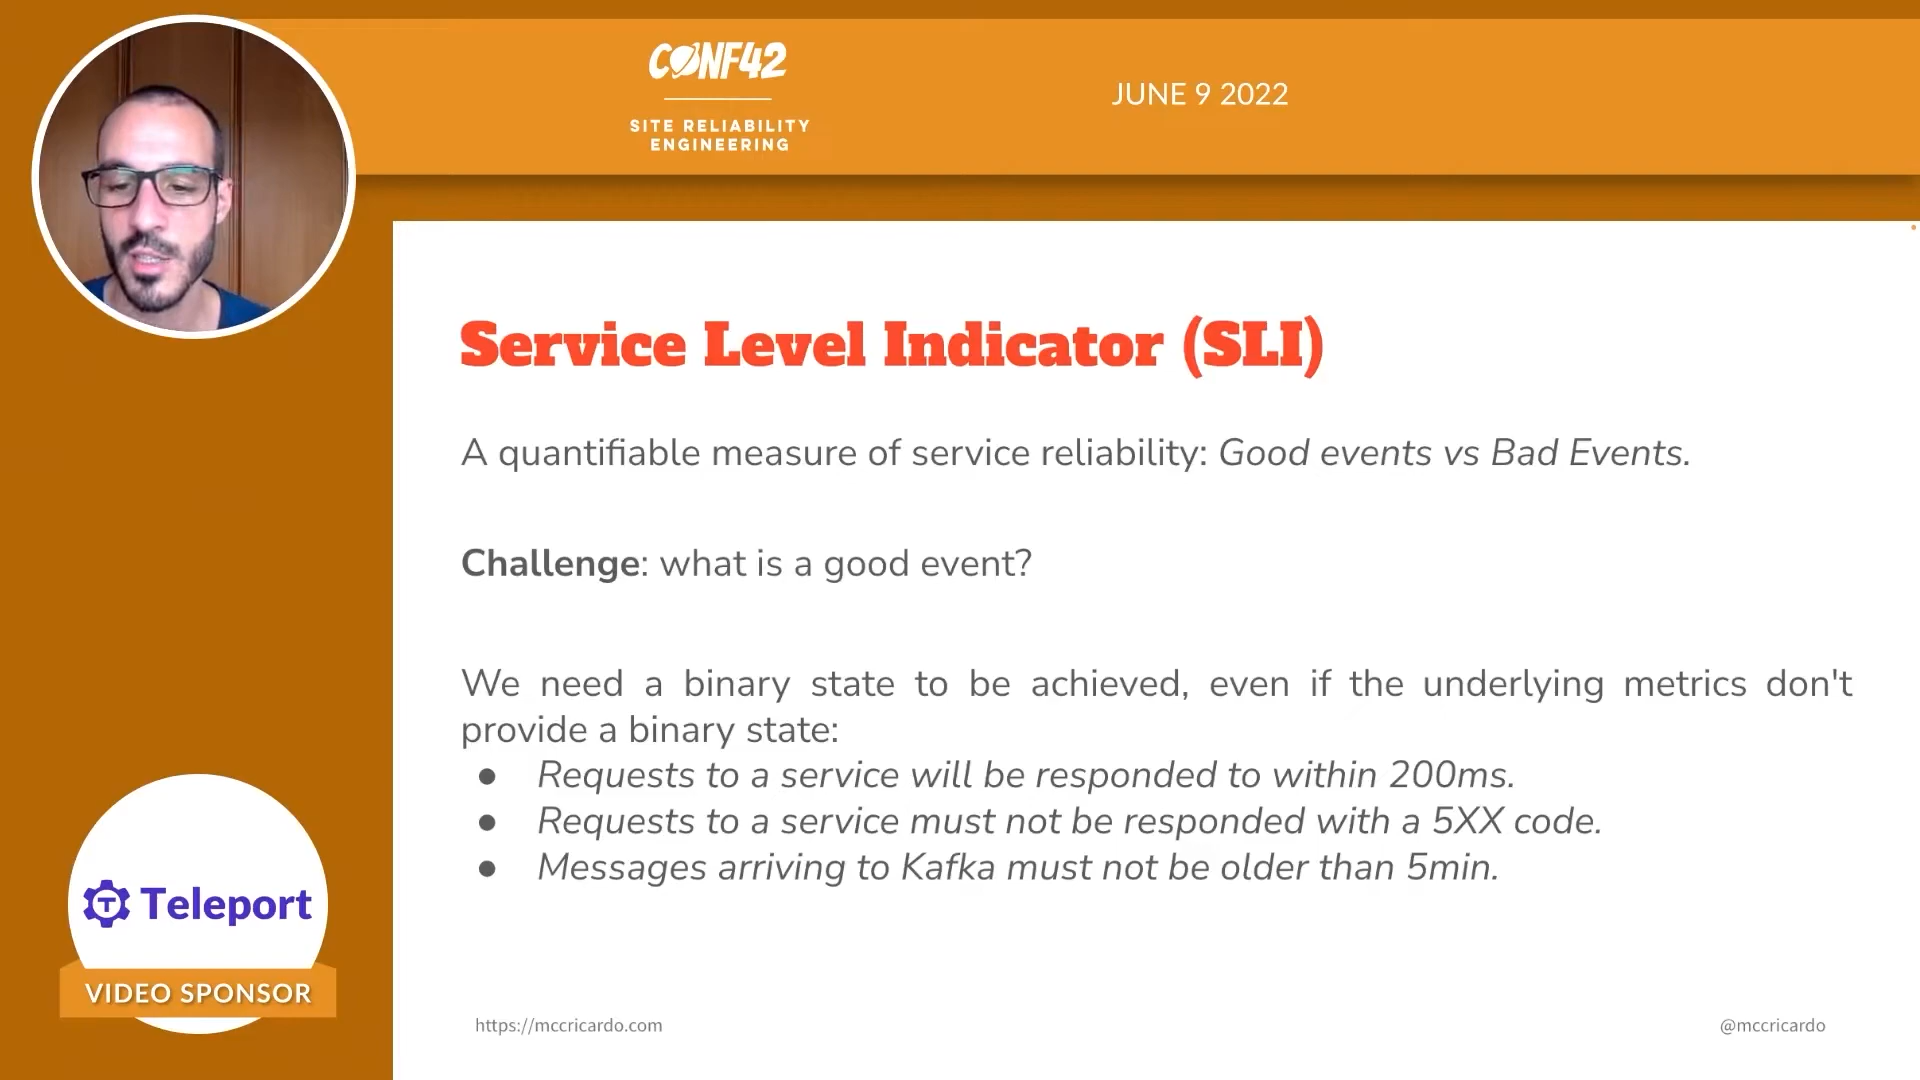 CONF42
SITE RELIABILITY
ENGINEERING
JUNE 9 2022
Service Level Indicator (SLI)
A quantifiable measure of service reliability: Good events vs Bad Events.
Challenge: what is a good event?
We need a binary state to be achieved, even if the underlying metrics don't
provide a binary state:
● Requests to a service will be responded to within 200ms.
● Requests to a service must not be responded with a 5XX code.
● Messages arriving to Kafka must not be older than 5min.
T Teleport
VIDEO SPONSOR
https://mccricardo.com
@mccricardo